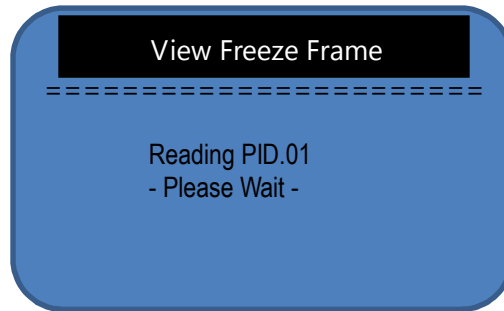 View Freeze Frame
=======================
Reading PID.01
- Please Wait -